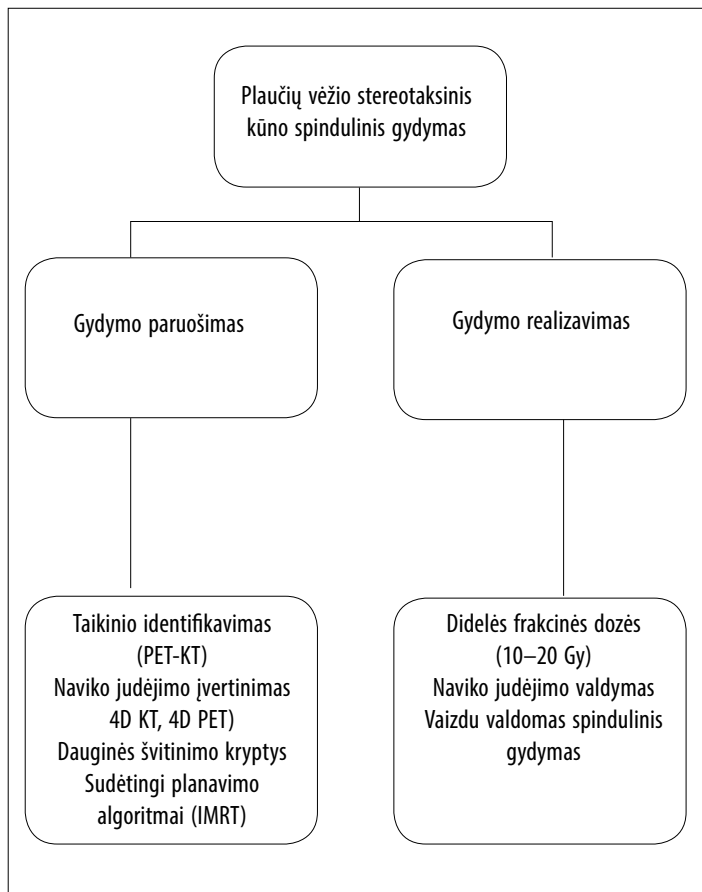 Plaučių vėžio stereotaksinis
kūno spindulinis gydymas
Gydymo paruošimas
Gydymo realizavimas
Taikinio identifikavimas
(PET-KT)
Naviko judėjimo įvertinimas
4D KT, 4D PET)
Dauginės švitinimo kryptys
Sudėtingi planavimo
algoritmai (IMRT)
Didelės frakcinės dozės
(10–20 Gy)
Naviko judėjimo valdymas
Vaizdu valdomas spindulinis
gydymas